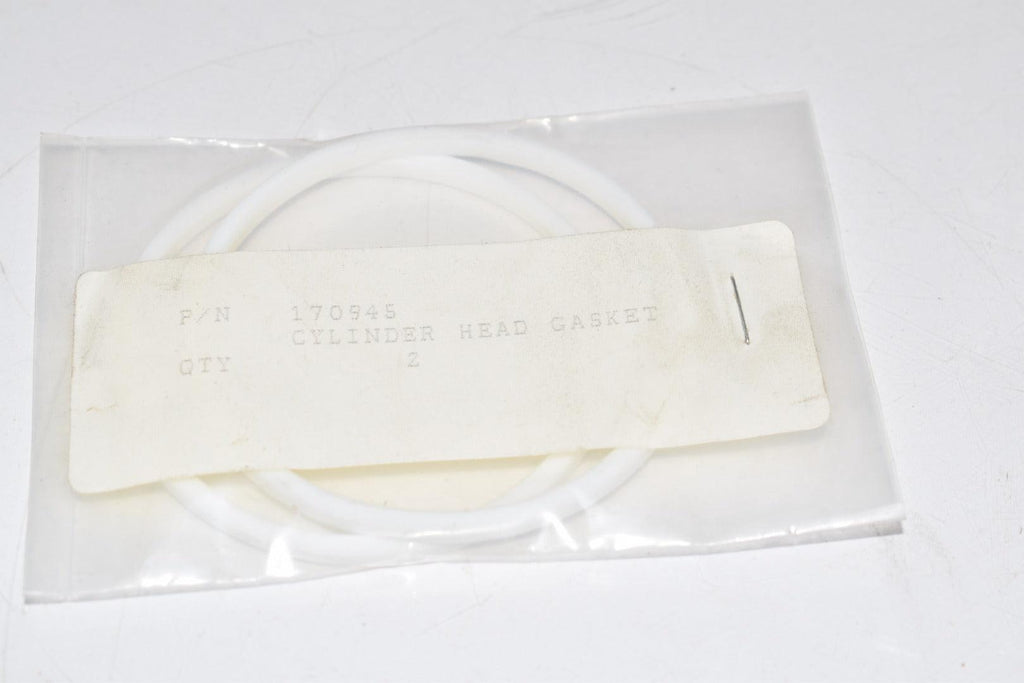 P/N 170945
CYLINDER HEAD GASKET
QTY 2